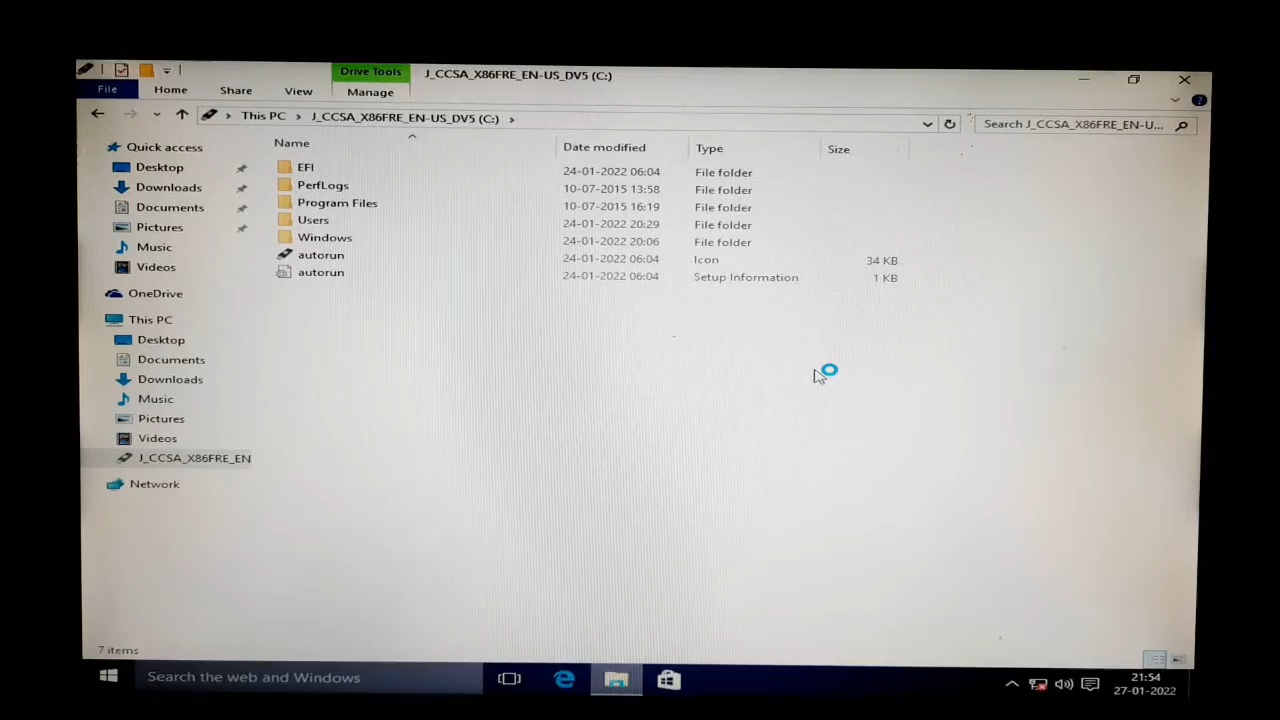 Drive Tools
J_CCSA_X86FRE_EN-US_DV5 (C:)
File Home Share View Manage
This PC > J_CCSA_X86FRE_EN-US_DV5 (C:) >
Search J_CCSA_X86FRE_EN-U...
Quick access
Desktop
Downloads
Documents
Pictures
Music
Videos
OneDrive
This PC
Desktop
Documents
Downloads
Music
Pictures
Videos
J_CCSA_X86FRE_EN
Network
Name Date modified Type Size
EFI 24-01-2022 06:04 File folder
PerfLogs 10-07-2015 13:58 File folder
Program Files 10-07-2015 16:19 File folder
Users 24-01-2022 20:29 File folder
Windows 24-01-2022 20:06 File folder
autorun 24-01-2022 06:04 Icon 34 KB
autorun 24-01-2022 06:04 Setup Information 1 KB
7 items
Search the web and Windows
21:54
27-01-2022